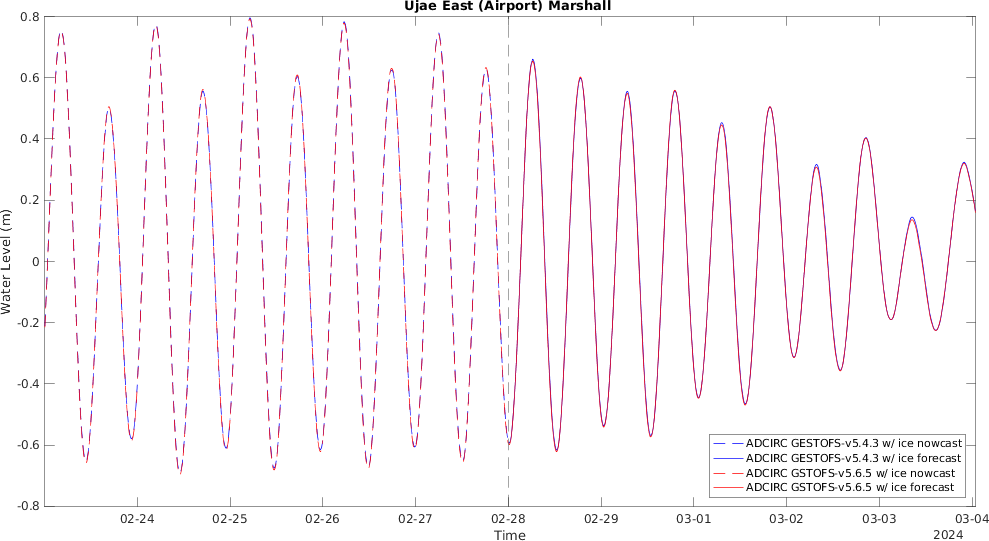 Ujae East (Airport) Marshall
Water Level (m)
0.8
0.6
0.4
0.2
0
-0.2
-0.4
-0.6
-0.8
02-24 02-25 02-26 02-27 02-28 02-29 03-01 03-02 03-03 03-04
Time
2024
ADCIRC GESTOFS-v5.4.3 w/ ice nowcast
ADCIRC GESTOFS-v5.4.3 w/ ice forecast
ADCIRC GSTOFS-v5.6.5 w/ ice nowcast
ADCIRC GSTOFS-v5.6.5 w/ ice forecast